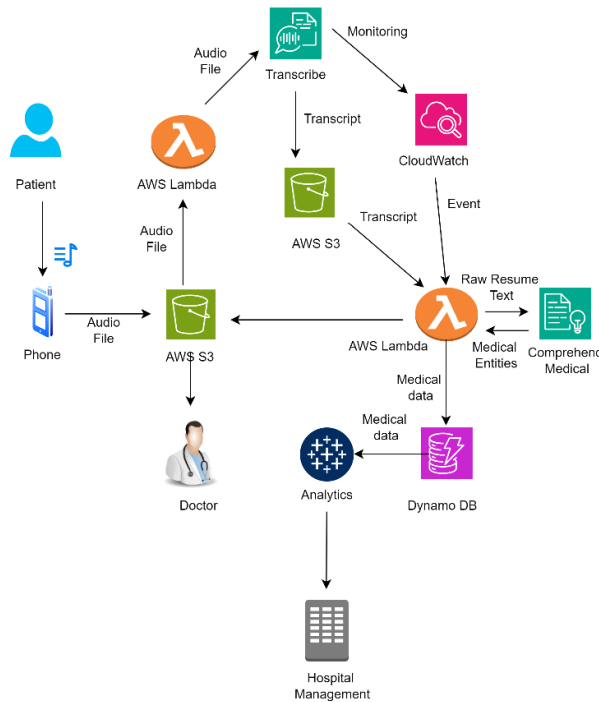 Monitoring
Audio
File
Transcribe
Transcript
CloudWatch
Patient
AWS Lambda
Transcript
Event
Audio
File
AWS S3
Raw Resume
Text
Audio
File
Phone
AWS S3
AWS Lambda
Medical
Entities
Comprehend
Medical
Medical
data
Medical
data
Doctor
Analytics
Dynamo DB
Hospital
Management